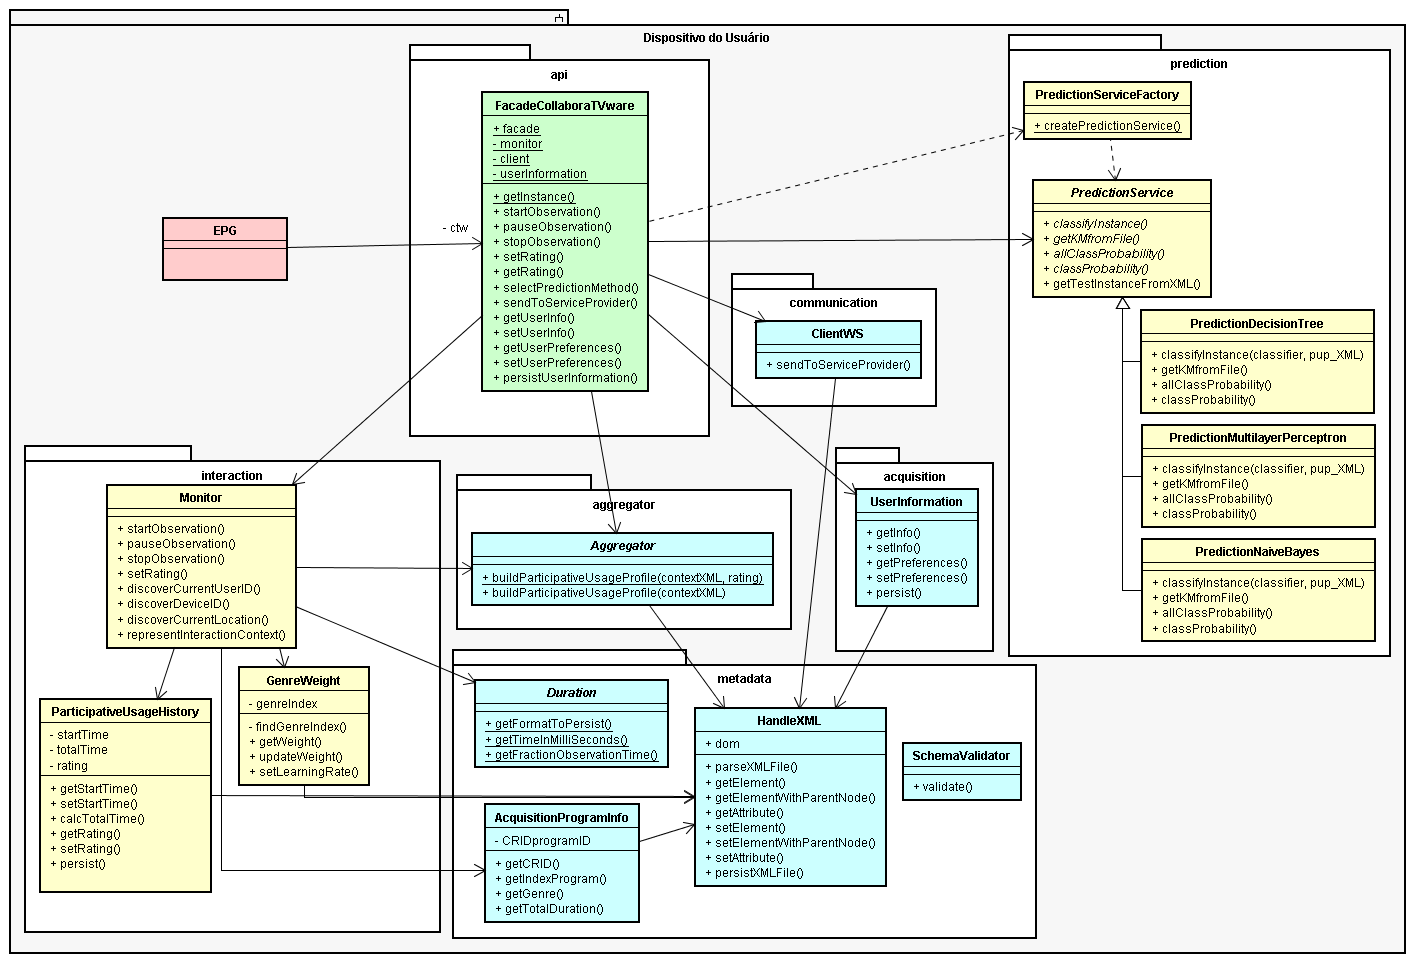 Dispositivo do Usuário
api
FacadeCollaboraTVware
+ facade
- monitor
- client
- userInformation
+ getInstance()
+ startObservation()
+ pauseObservation()
+ stopObservation()
+ setRating()
+ getRating()
+ selectPredictionMethod()
+ sendToServiceProvider()
+ getUserInfo()
+ setUserInfo()
+ getUserPreferences()
+ setUserPreferences()
+ persistUserInformation()
EPG
- ctw
prediction
PredictionServiceFactory
+ createPredictionService()
PredictionService
+ classifyInstance()
+ getKMfromFile()
+ allClassProbability()
+ classProbability()
+ getTestInstanceFromXML()
PredictionDecisionTree
+ classifyInstance(classifier, pup_XML)
+ getKMfromFile()
+ allClassProbability()
+ classProbability()
PredictionMultilayerPerceptron
+ classifyInstance(classifier, pup_XML)
+ getKMfromFile()
+ allClassProbability()
+ classProbability()
PredictionNaiveBayes
+ classifyInstance(classifier, pup_XML)
+ getKMfromFile()
+ allClassProbability()
+ classProbability()
communication
ClientWS
+ sendToServiceProvider()
acquisition
UserInformation
+ getInfo()
+ setInfo()
+ getPreferences()
+ setPreferences()
+ persist()
interaction
Monitor
+ startObservation()
+ pauseObservation()
+ stopObservation()
+ setRating()
+ discoverCurrentUserID()
+ discoverDeviceID()
+ discoverCurrentLocation()
+ representInteractionContext()
ParticipativeUsageHistory
- startTime
- totalTime
- rating
+ getStartTime()
+ setStartTime()
+ calcTotalTime()
+ getRating()
+ setRating()
+ persist()
GenreWeight
- genreIndex
- findGenreIndex()
+ getWeight()
+ updateWeight()
+ setLearningRate()
aggregator
Aggregator
+ buildParticipativeUsageProfile(contextXML, rating)
+ buildParticipativeUsageProfile(contextXML)
metadata
Duration
+ getFormatToPersist()
+ getTimeInMilliSeconds()
+ getFractionObservationTime()
AcquisitionProgramInfo
- CRIDprogramID
+ getCRID()
+ getIndexProgram()
+ getGenre()
+ getTotalDuration()
HandleXML
+ dom
+ parseXMLFile()
+ getElement()
+ getElementWithParentNode()
+ getAttribute()
+ setElement()
+ setElementWithParentNode()
+ setAttribute()
+ persistXMLFile()
SchemaValidator
+ validate()